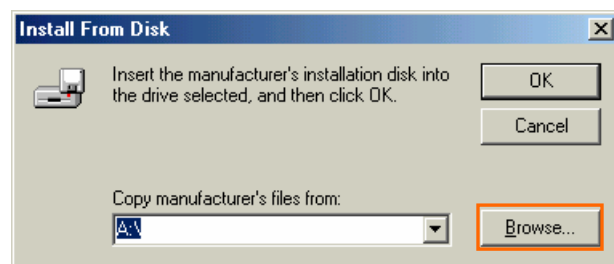 Install From Disk
Insert the manufacturer's installation disk into
the drive selected, and then click OK.
OK
Cancel
Copy manufacturer's files from:
A:\
Browse...